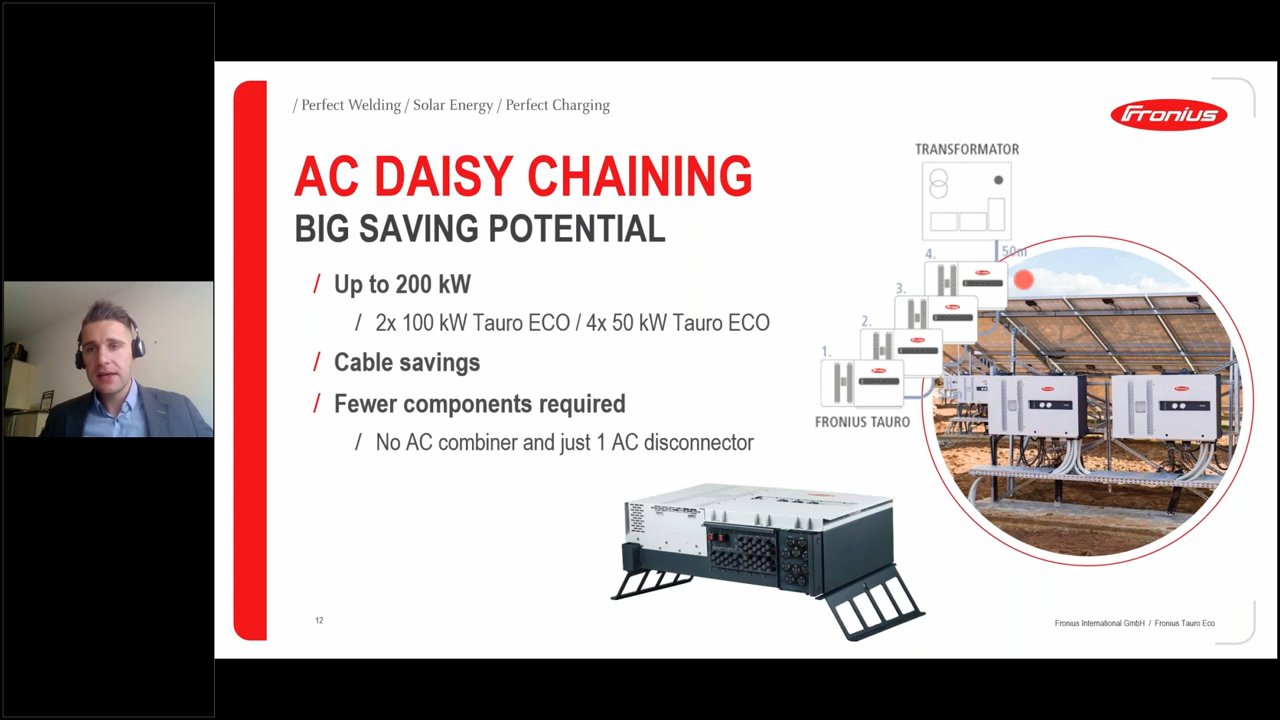 / Perfect Welding / Solar Energy / Perfect Charging
Fronius
AC DAISY CHAINING
BIG SAVING POTENTIAL
/ Up to 200 kW
/ 2x 100 kW Tauro ECO / 4x 50 kW Tauro ECO
/ Cable savings
/ Fewer components required
/ No AC combiner and just 1 AC disconnector
TRANSFORMATOR
50m
4.
3.
2.
1.
FRONIUS TAURO
12
Fronius International GmbH / Fronius Tauro Eco